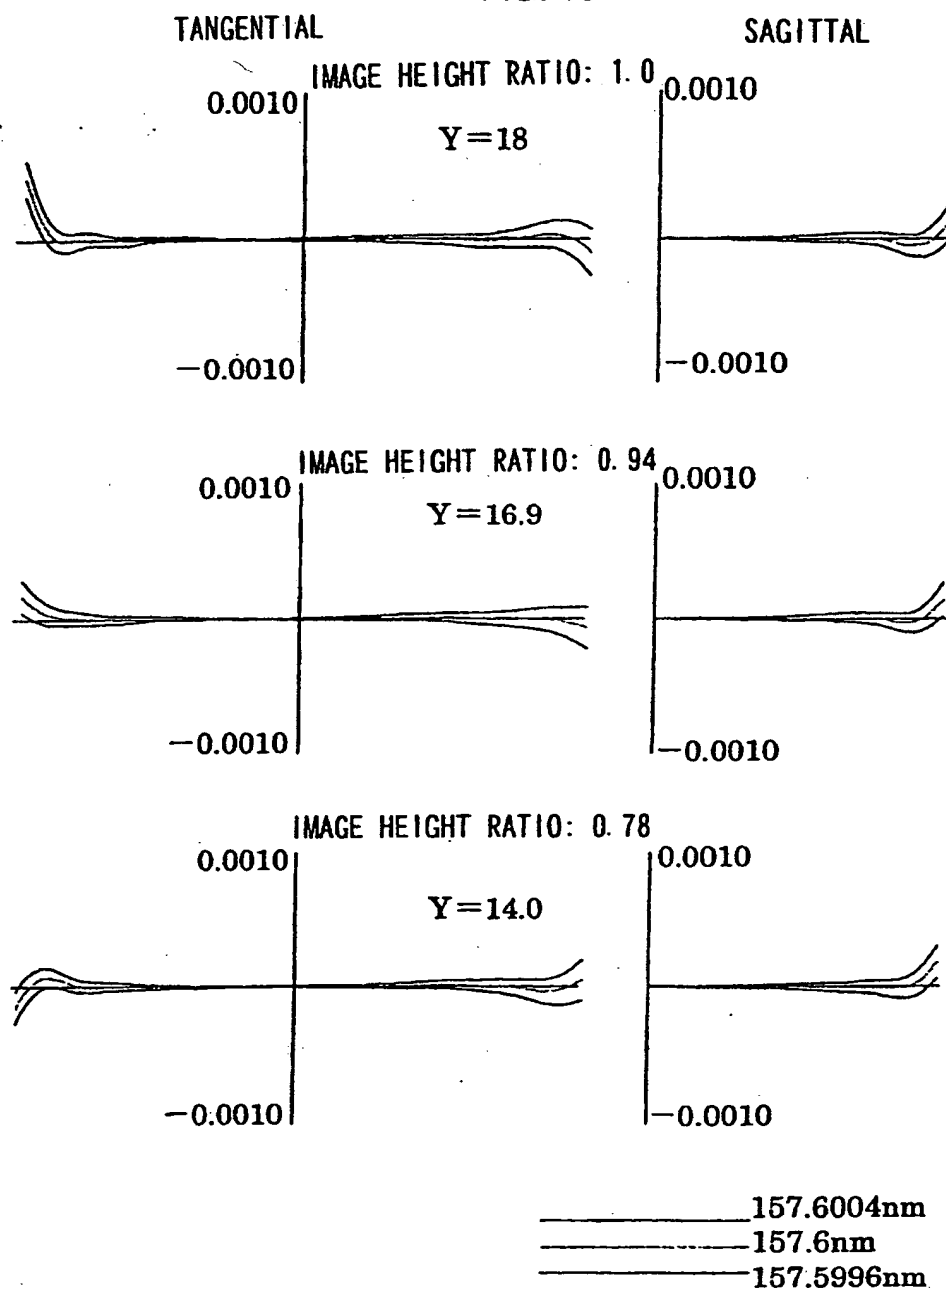 TANGENTIAL SAGITTAL
IMAGE HEIGHT RATIO: 1.0
0.0010 0.0010
Y=18
−0.0010 −0.0010
IMAGE HEIGHT RATIO: 0.94
0.0010 0.0010
Y=16.9
−0.0010 −0.0010
IMAGE HEIGHT RATIO: 0.78
0.0010 0.0010
Y=14.0
−0.0010 −0.0010
157.6004nm
157.6nm
157.5996nm